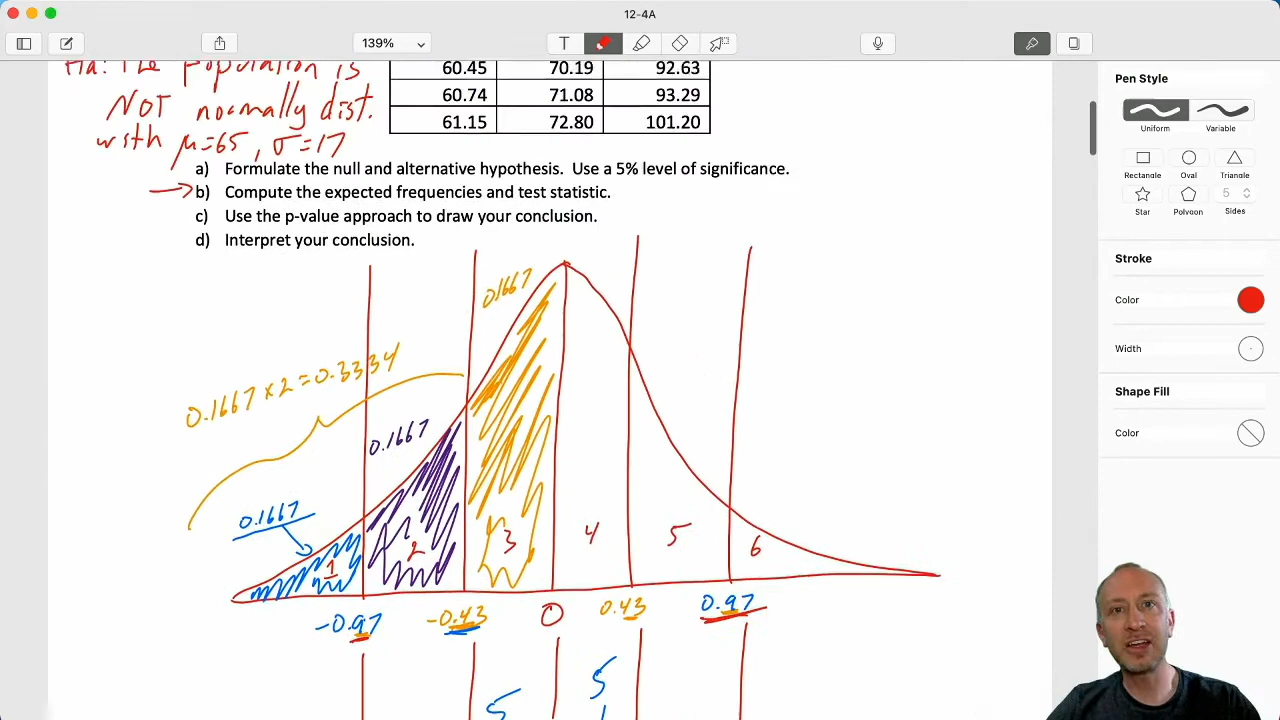 12-4A
139%
T
Pen Style
Uniform
Variable
Rectangle
Oval
Triangle
Star
Polygon
5
Sides
Stroke
Color
Width
Shape Fill
Color
Ha: The population is
NOT normally dist.
with μ=65, σ=17
60.45 70.19 92.63
60.74 71.08 93.29
61.15 72.80 101.20
a) Formulate the null and alternative hypothesis. Use a 5% level of significance.
b) Compute the expected frequencies and test statistic.
c) Use the p-value approach to draw your conclusion.
d) Interpret your conclusion.
0.1667
0.1667 x 2 = 0.3334
0.1667
0.1667
1 2 3 4 5 6
-0.97 -0.43 0 0.43 0.97
5 5